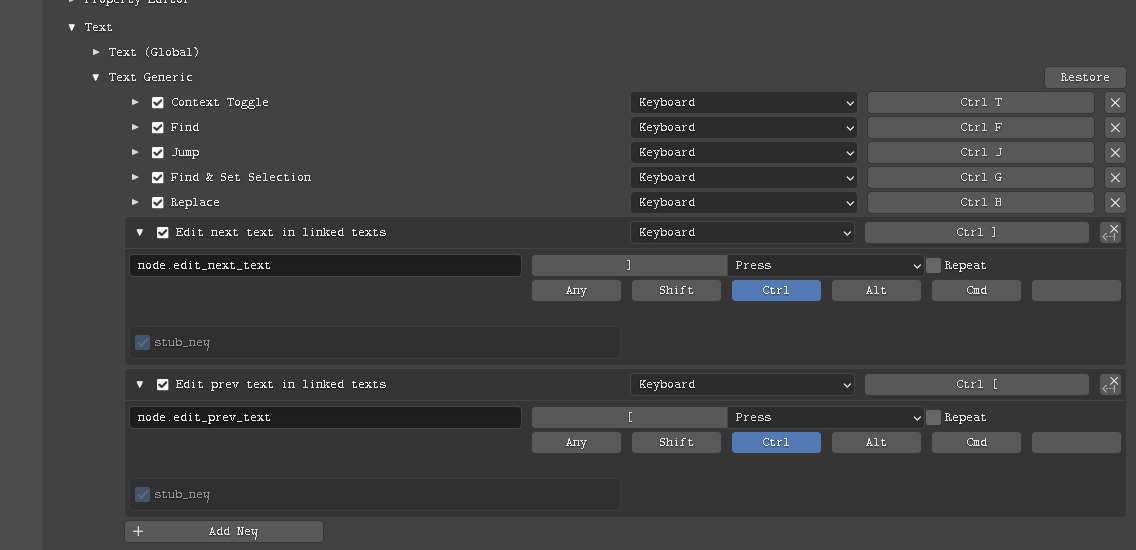 Property Editor
Text
Text (Global)
Text Generic Restore
Context Toggle Keyboard Ctrl T
Find Keyboard Ctrl F
Jump Keyboard Ctrl J
Find & Set Selection Keyboard Ctrl G
Replace Keyboard Ctrl H
Edit next text in linked texts Keyboard Ctrl ]
node.edit_next_text ] Press Repeat
Any Shift Ctrl Alt Cmd
stub_new
Edit prev text in linked texts Keyboard Ctrl [
node.edit_prev_text [ Press Repeat
Any Shift Ctrl Alt Cmd
stub_new
Add New